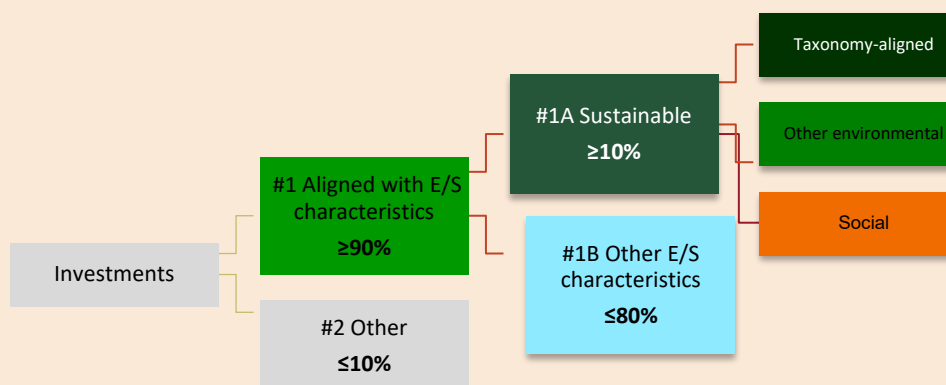 Taxonomy-aligned
#1A Sustainable
≥10%
Other environmental
#1 Aligned with E/S
characteristics
≥90%
Social
#1B Other E/S
characteristics
≤80%
Investments
#2 Other
≤10%